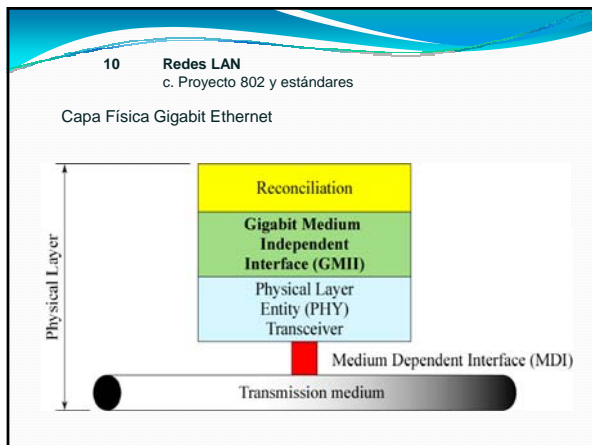 10 Redes LAN
c. Proyecto 802 y estándares
Capa Física Gigabit Ethernet
Physical Layer
Reconciliation
Gigabit Medium
Independent
Interface (GMII)
Physical Layer
Entity (PHY)
Transceiver
Medium Dependent Interface (MDI)
Transmission medium